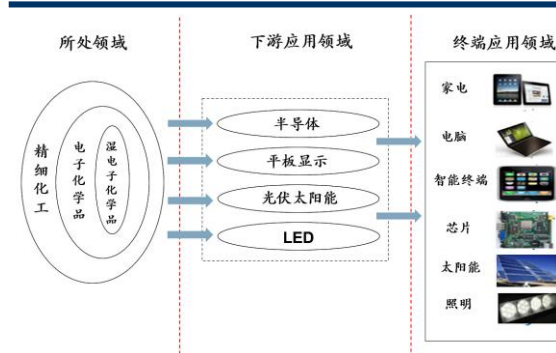 所处领域
下游应用领域
终端应用领域
精细化工
电子化学品
湿电子化学品
半导体
平板显示
光伏太阳能
LED
家电
电脑
智能终端
芯片
太阳能
照明